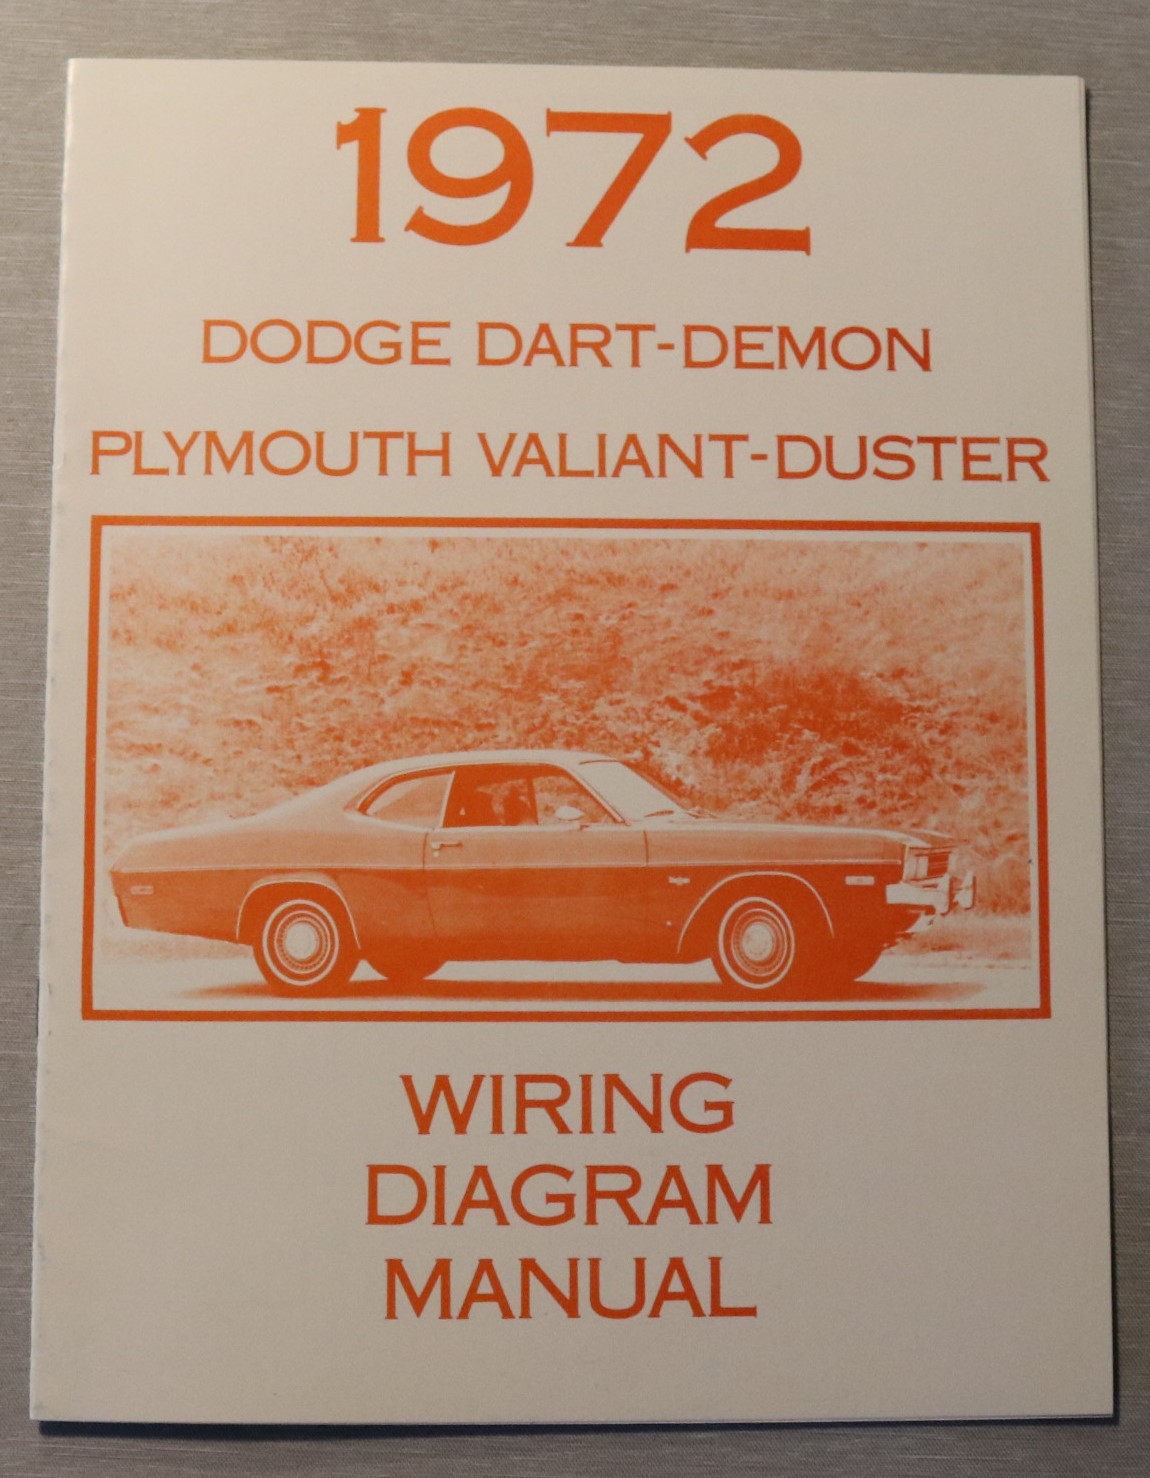 1972
DODGE DART-DEMON
PLYMOUTH VALIANT-DUSTER
WIRING
DIAGRAM
MANUAL